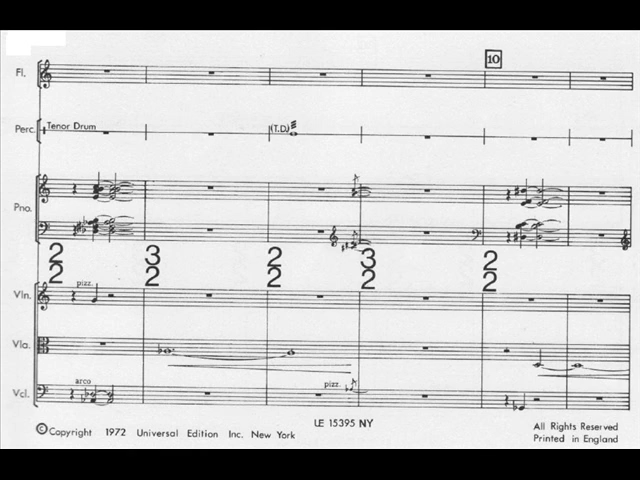 10
Fl.
Perc. Tenor Drum (T.D.)
Pno.
2 3 2 3 2
2 2 2 2 2
pizz.
Vln.
Vla.
arco pizz.
Vcl.
© Copyright 1972 Universal Edition Inc. New York LE 15395 NY All Rights Reserved
Printed in England